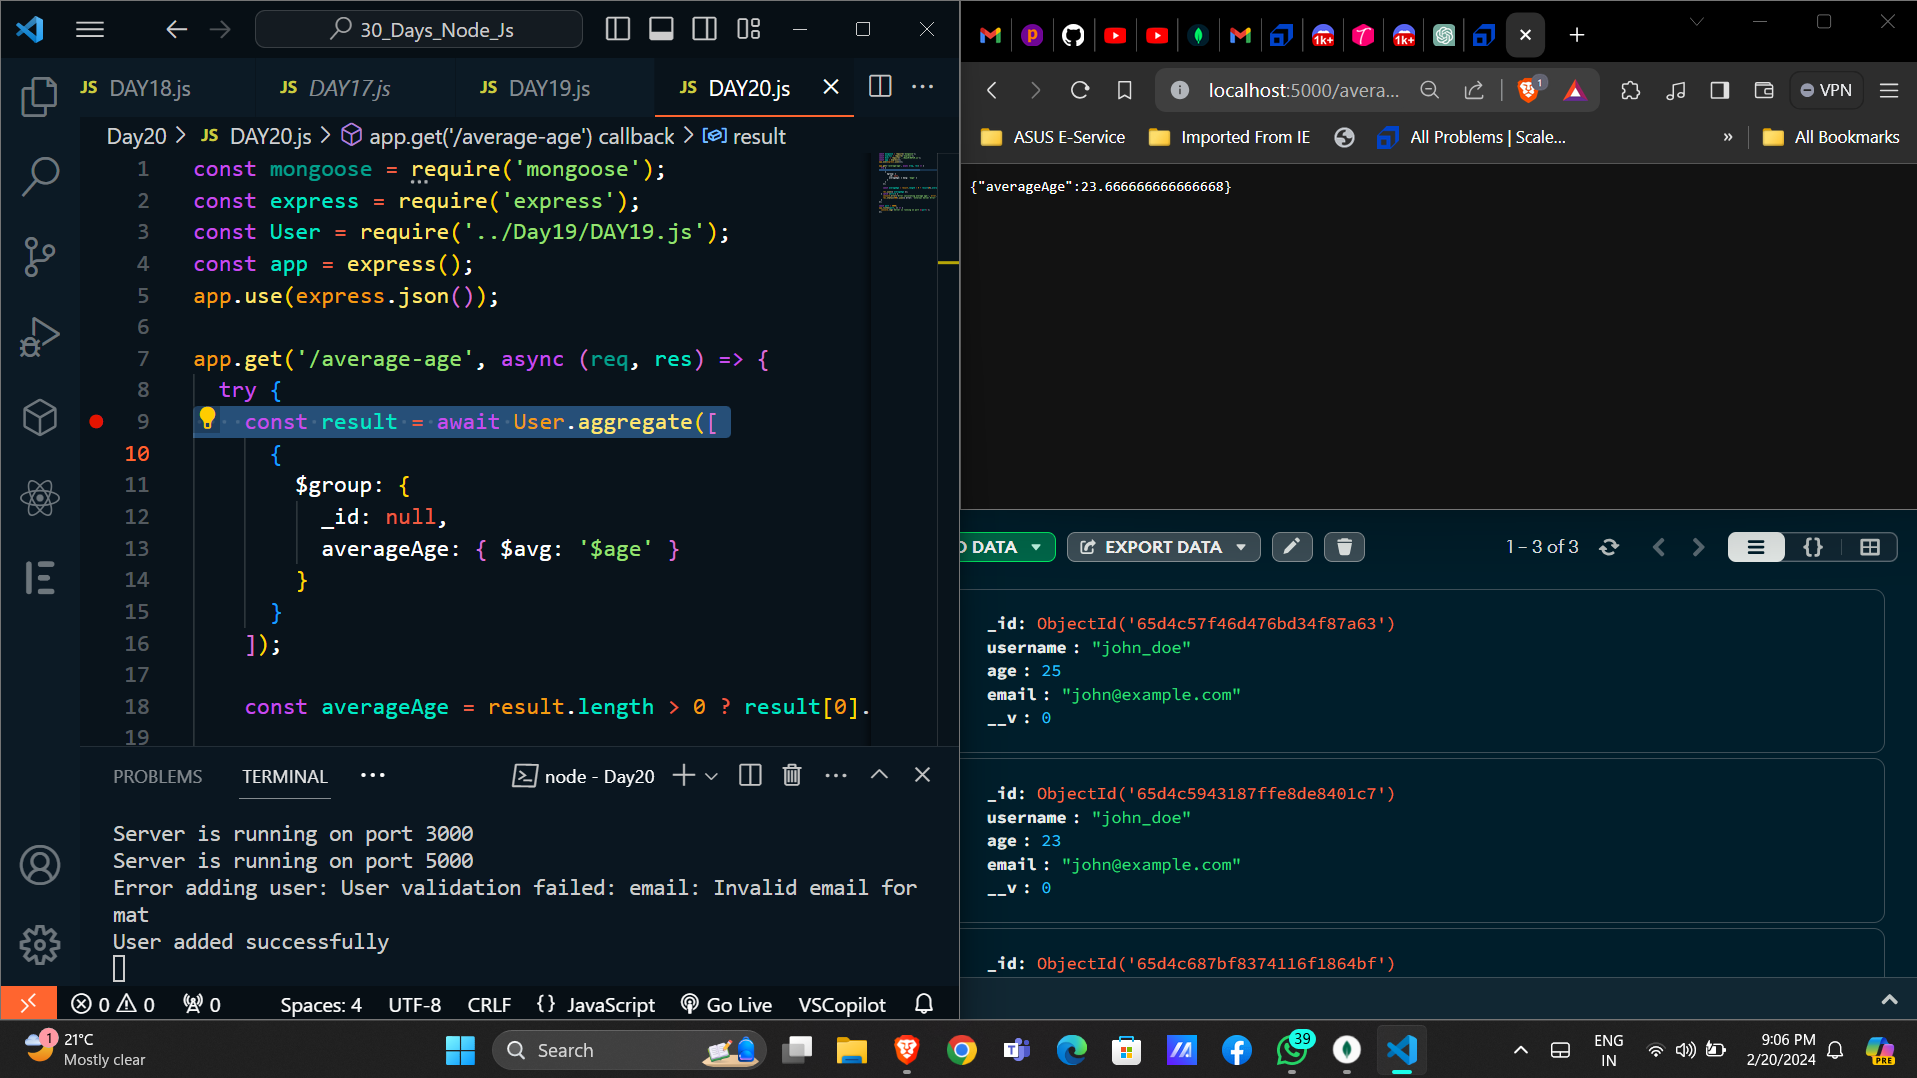 30_Days_Node_Js
JS DAY18.js
JS DAY17.js
JS DAY19.js
JS DAY20.js
Day20 > JS DAY20.js > app.get('/average-age') callback > result
1 const mongoose = require('mongoose');
2 const express = require('express');
3 const User = require('../Day19/DAY19.js');
4 const app = express();
5 app.use(express.json());
6
7 app.get('/average-age', async (req, res) => {
8 try {
9 const result = await User.aggregate([
10 {
11 $group: {
12 _id: null,
13 averageAge: { $avg: '$age' }
14 }
15 }
16 ]);
17
18 const averageAge = result.length > 0 ? result[0].
19
PROBLEMS
TERMINAL
node - Day20
Server is running on port 3000
Server is running on port 5000
Error adding user: User validation failed: email: Invalid email for
mat
User added successfully
0 0 0
Spaces: 4
UTF-8
CRLF
{} JavaScript
Go Live
VSCopilot
1k+
1k+
localhost:5000/avera...
1
VPN
ASUS E-Service
Imported From IE
All Problems | Scale...
»
All Bookmarks
{"averageAge":23.666666666666668}
D DATA
EXPORT DATA
1 – 3 of 3
{}
_id: ObjectId('65d4c57f46d476bd34f87a63')
username : "john_doe"
age : 25
email : "john@example.com"
__v : 0
_id: ObjectId('65d4c5943187ffe8de8401c7')
username : "john_doe"
age : 23
email : "john@example.com"
__v : 0
_id: ObjectId('65d4c687bf8374116f1864bf')
1
21°C
Mostly clear
Search
39
ENG
IN
9:06 PM
2/20/2024
PRE